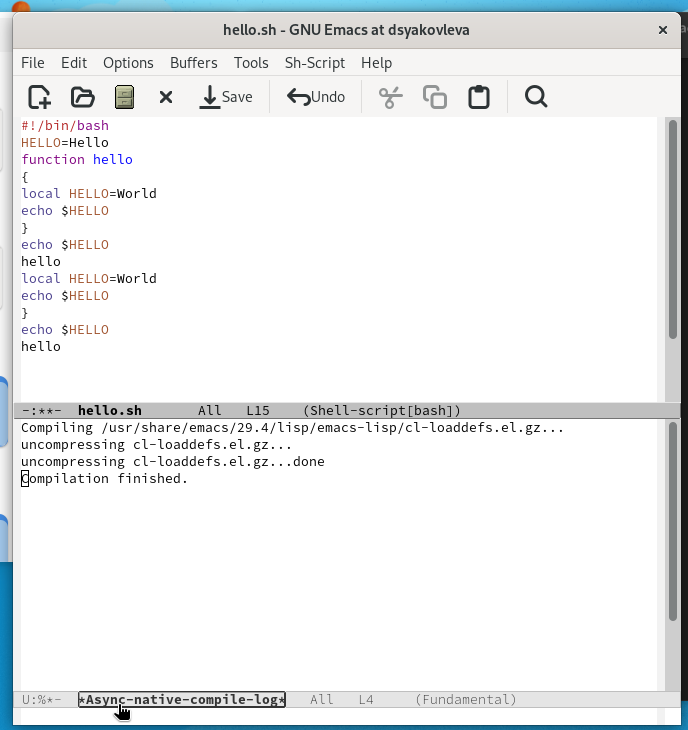 hello.sh - GNU Emacs at dsyakovleva
File Edit Options Buffers Tools Sh-Script Help
Save Undo
#!/bin/bash
HELLO=Hello
function hello
{
local HELLO=World
echo $HELLO
}
echo $HELLO
hello
local HELLO=World
echo $HELLO
}
echo $HELLO
hello
-:**- hello.sh All L15 (Shell-script[bash])
Compiling /usr/share/emacs/29.4/lisp/emacs-lisp/cl-loaddefs.el.gz...
uncompressing cl-loaddefs.el.gz...
uncompressing cl-loaddefs.el.gz...done
Compilation finished.
U:%*- *Async-native-compile-log* All L4 (Fundamental)